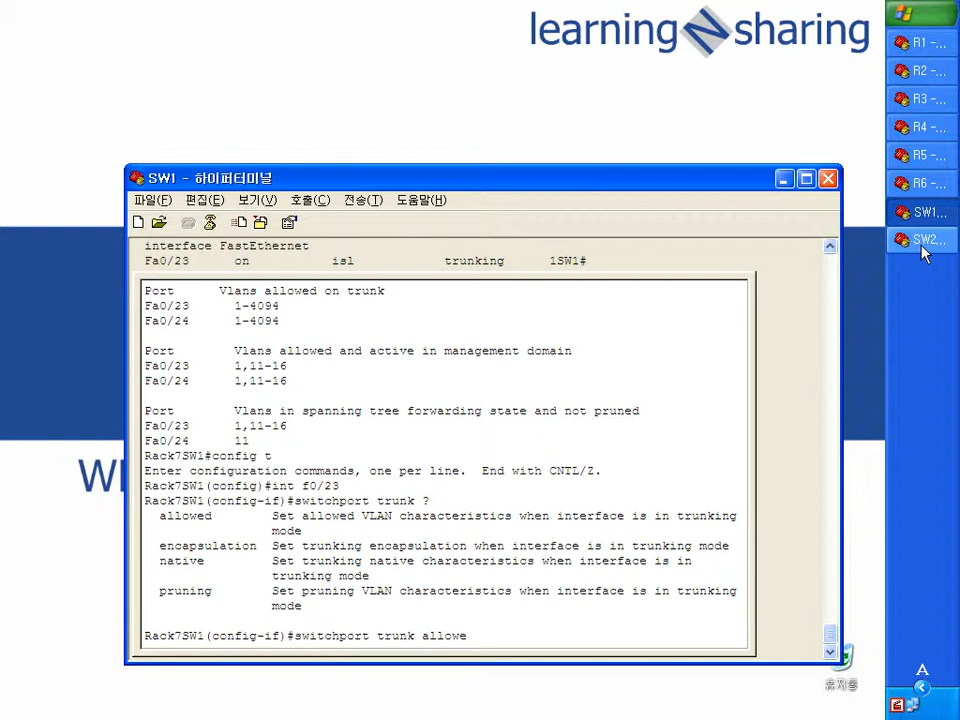 learning sharing
R1 -...
R2 -...
R3 -...
R4 -...
R5 -...
R6 -...
SW1...
SW2...
SW1 - 하이퍼터미널
파일(F) 편집(E) 보기(V) 호출(C) 전송(T) 도움말(H)
interface FastEthernet
Fa0/23 on isl trunking 1SW1#
Port Vlans allowed on trunk
Fa0/23 1-4094
Fa0/24 1-4094
Port Vlans allowed and active in management domain
Fa0/23 1,11-16
Fa0/24 1,11-16
Port Vlans in spanning tree forwarding state and not pruned
Fa0/23 1,11-16
Fa0/24 11
Rack7SW1#config t
Enter configuration commands, one per line. End with CNTL/Z.
Rack7SW1(config)#int f0/23
Rack7SW1(config-if)#switchport trunk ?
allowed Set allowed VLAN characteristics when interface is in trunking
mode
encapsulation Set trunking encapsulation when interface is in trunking mode
native Set trunking native characteristics when interface is in
trunking mode
pruning Set pruning VLAN characteristics when interface is in trunking
mode
Rack7SW1(config-if)#switchport trunk allowe
휴지통
A